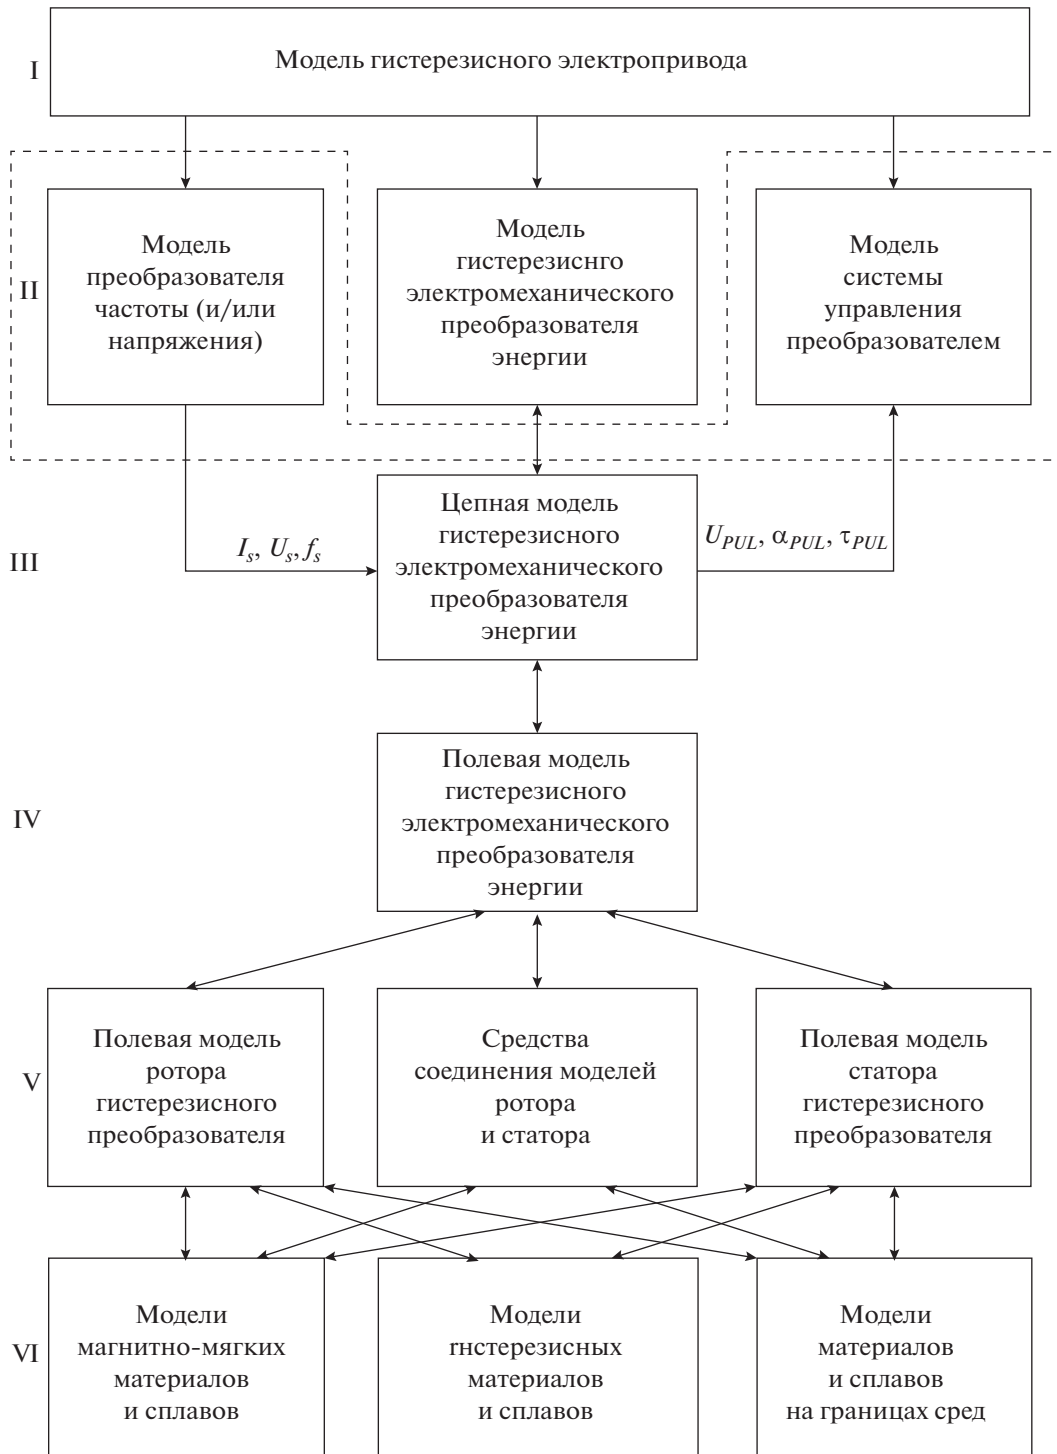 I
Модель гистерезисного электропривода
II
Модель
преобразователя
частоты (и/или
напряжения)
Модель
гистерезиснго
электромеханического
преобразователя
энергии
Модель
системы
управления
преобразователем
III
I_s, U_s, f_s
Цепная модель
гистерезисного
электромеханического
преобразователя
энергии
U_PUL, α_PUL, τ_PUL
IV
Полевая модель
гистерезисного
электромеханического
преобразователя
энергии
V
Полевая модель
ротора
гистерезисного
преобразователя
Средства
соединения моделей
ротора
и статора
Полевая модель
статора
гистерезисного
преобразователя
VI
Модели
магнитно-мягких
материалов
и сплавов
Модели
гнстерезисных
материалов
и сплавов
Модели
материалов
и сплавов
на границах сред